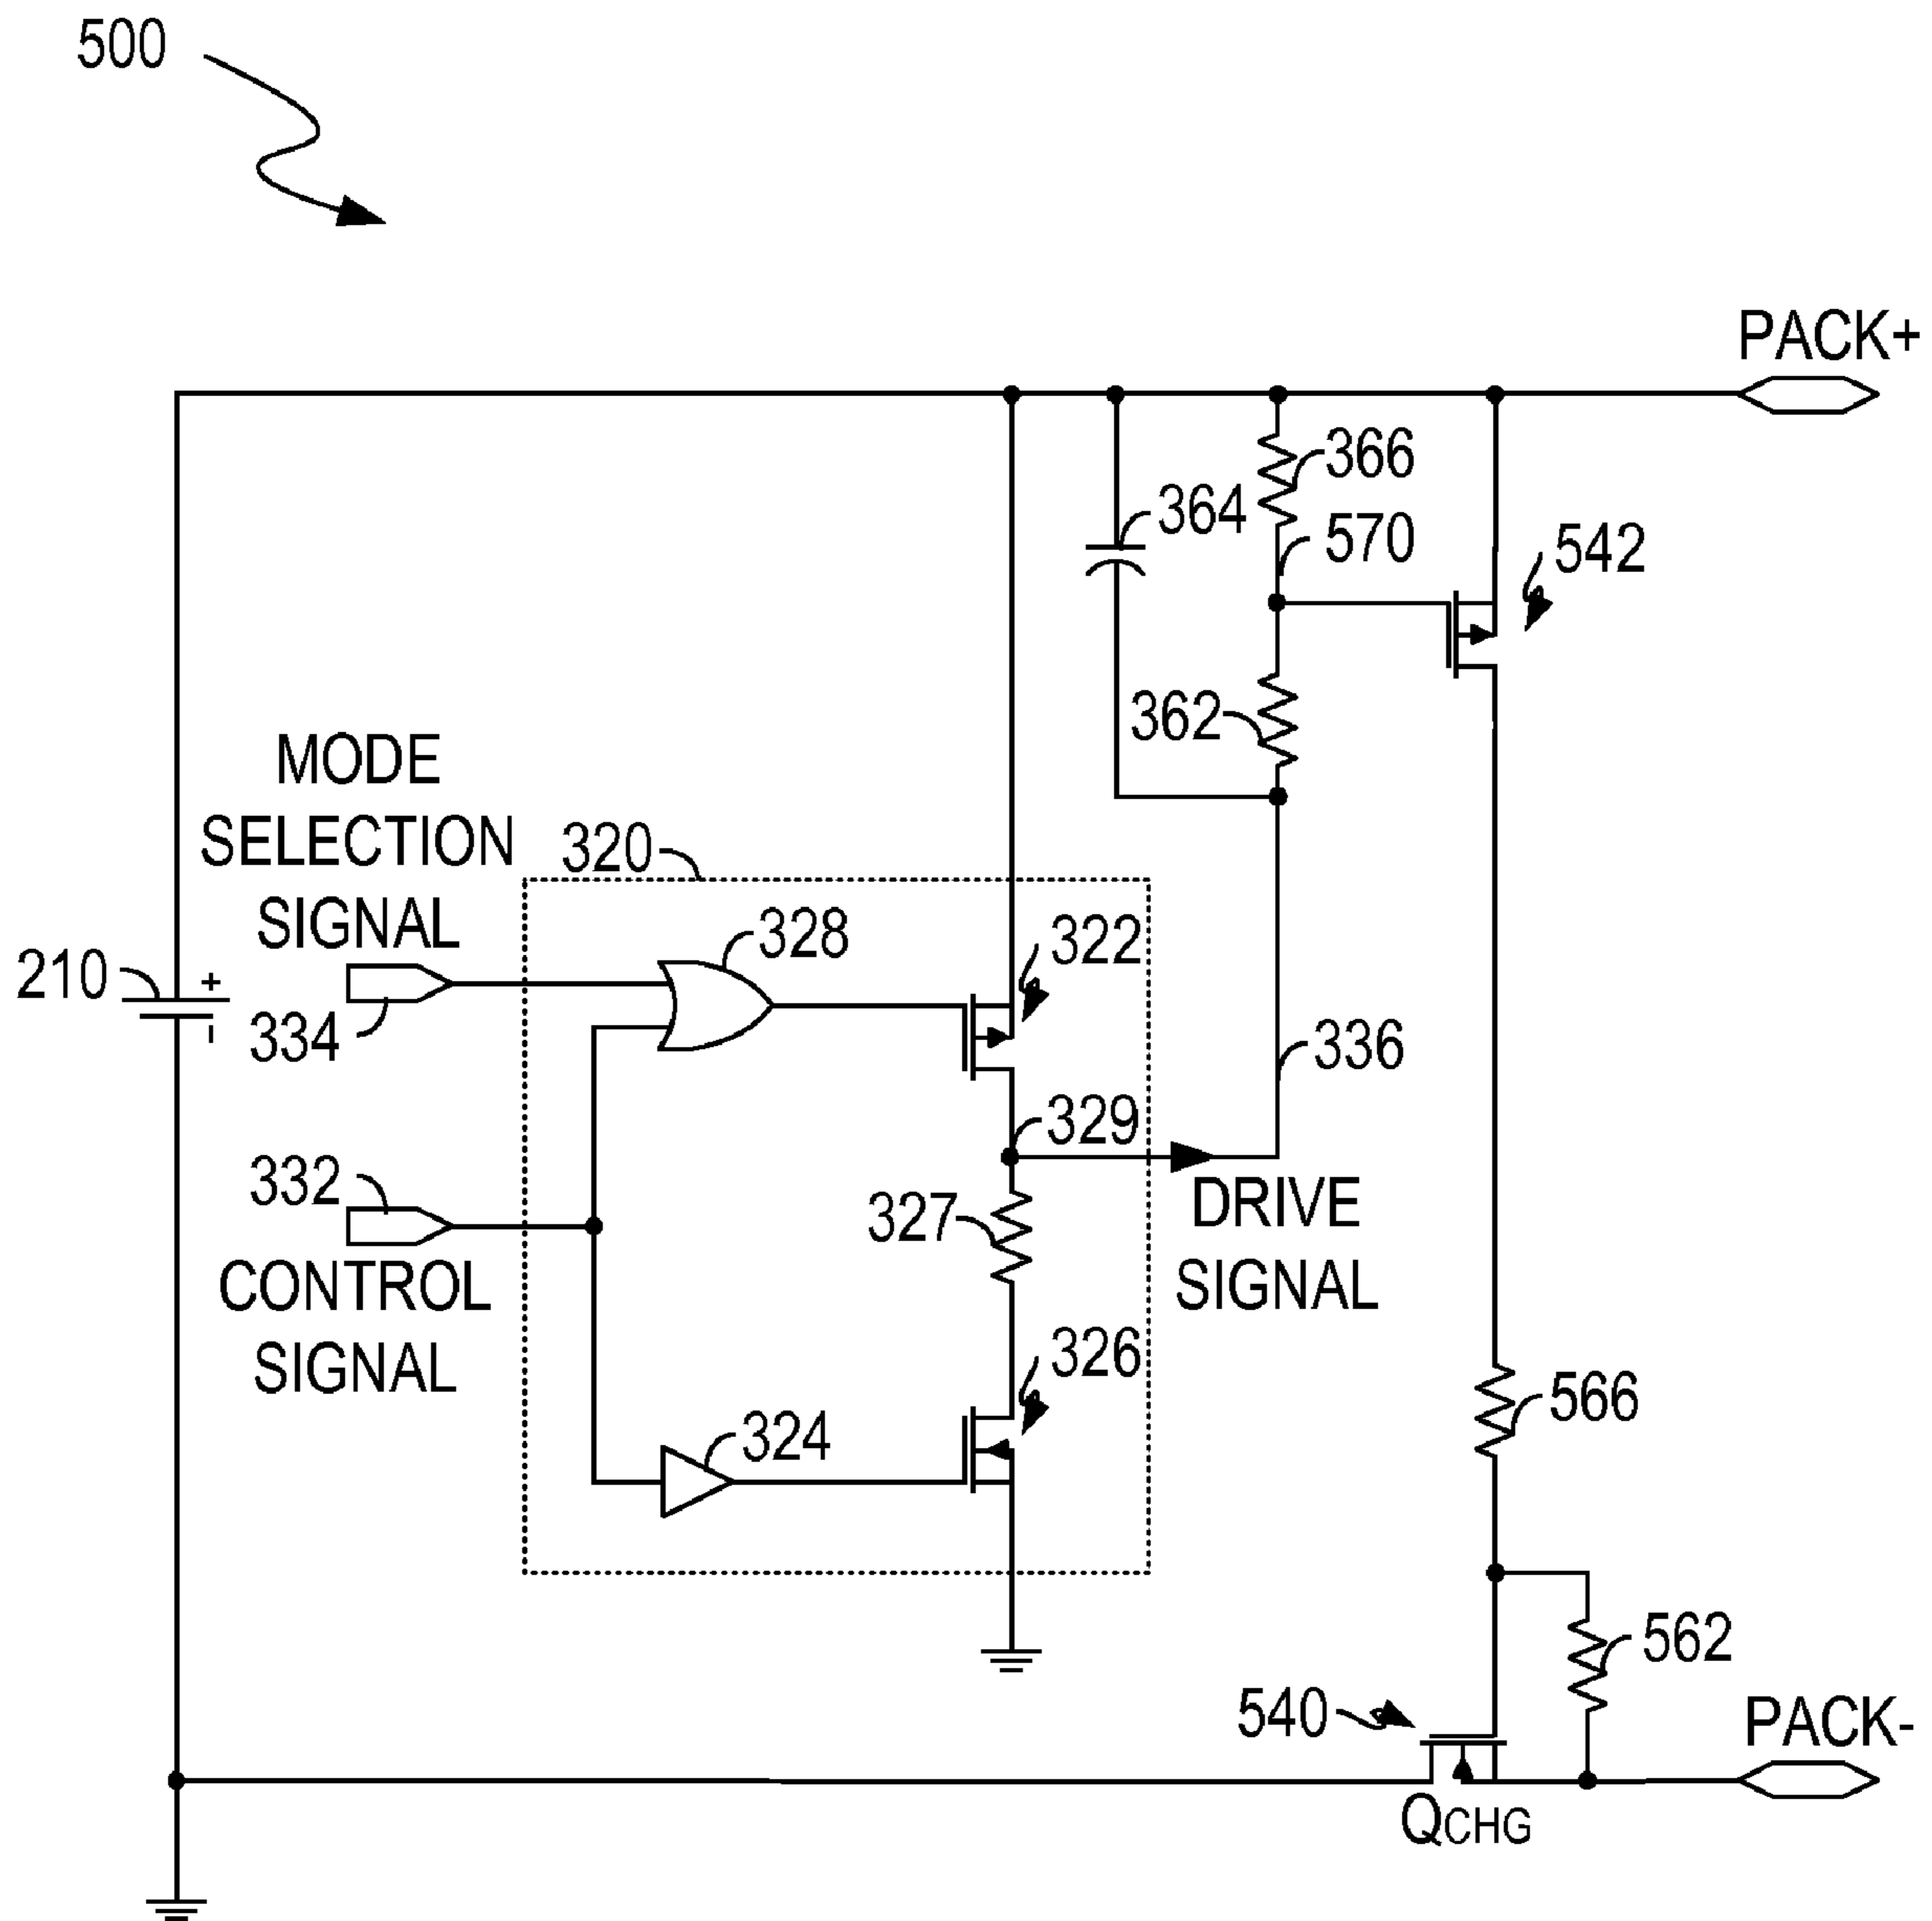 500
PACK+
366
364
570
542
362
MODE
SELECTION
SIGNAL
320
328
322
210
+
-
334
336
329
332
327
DRIVE
SIGNAL
CONTROL
SIGNAL
326
324
566
562
540
PACK-
QCHG